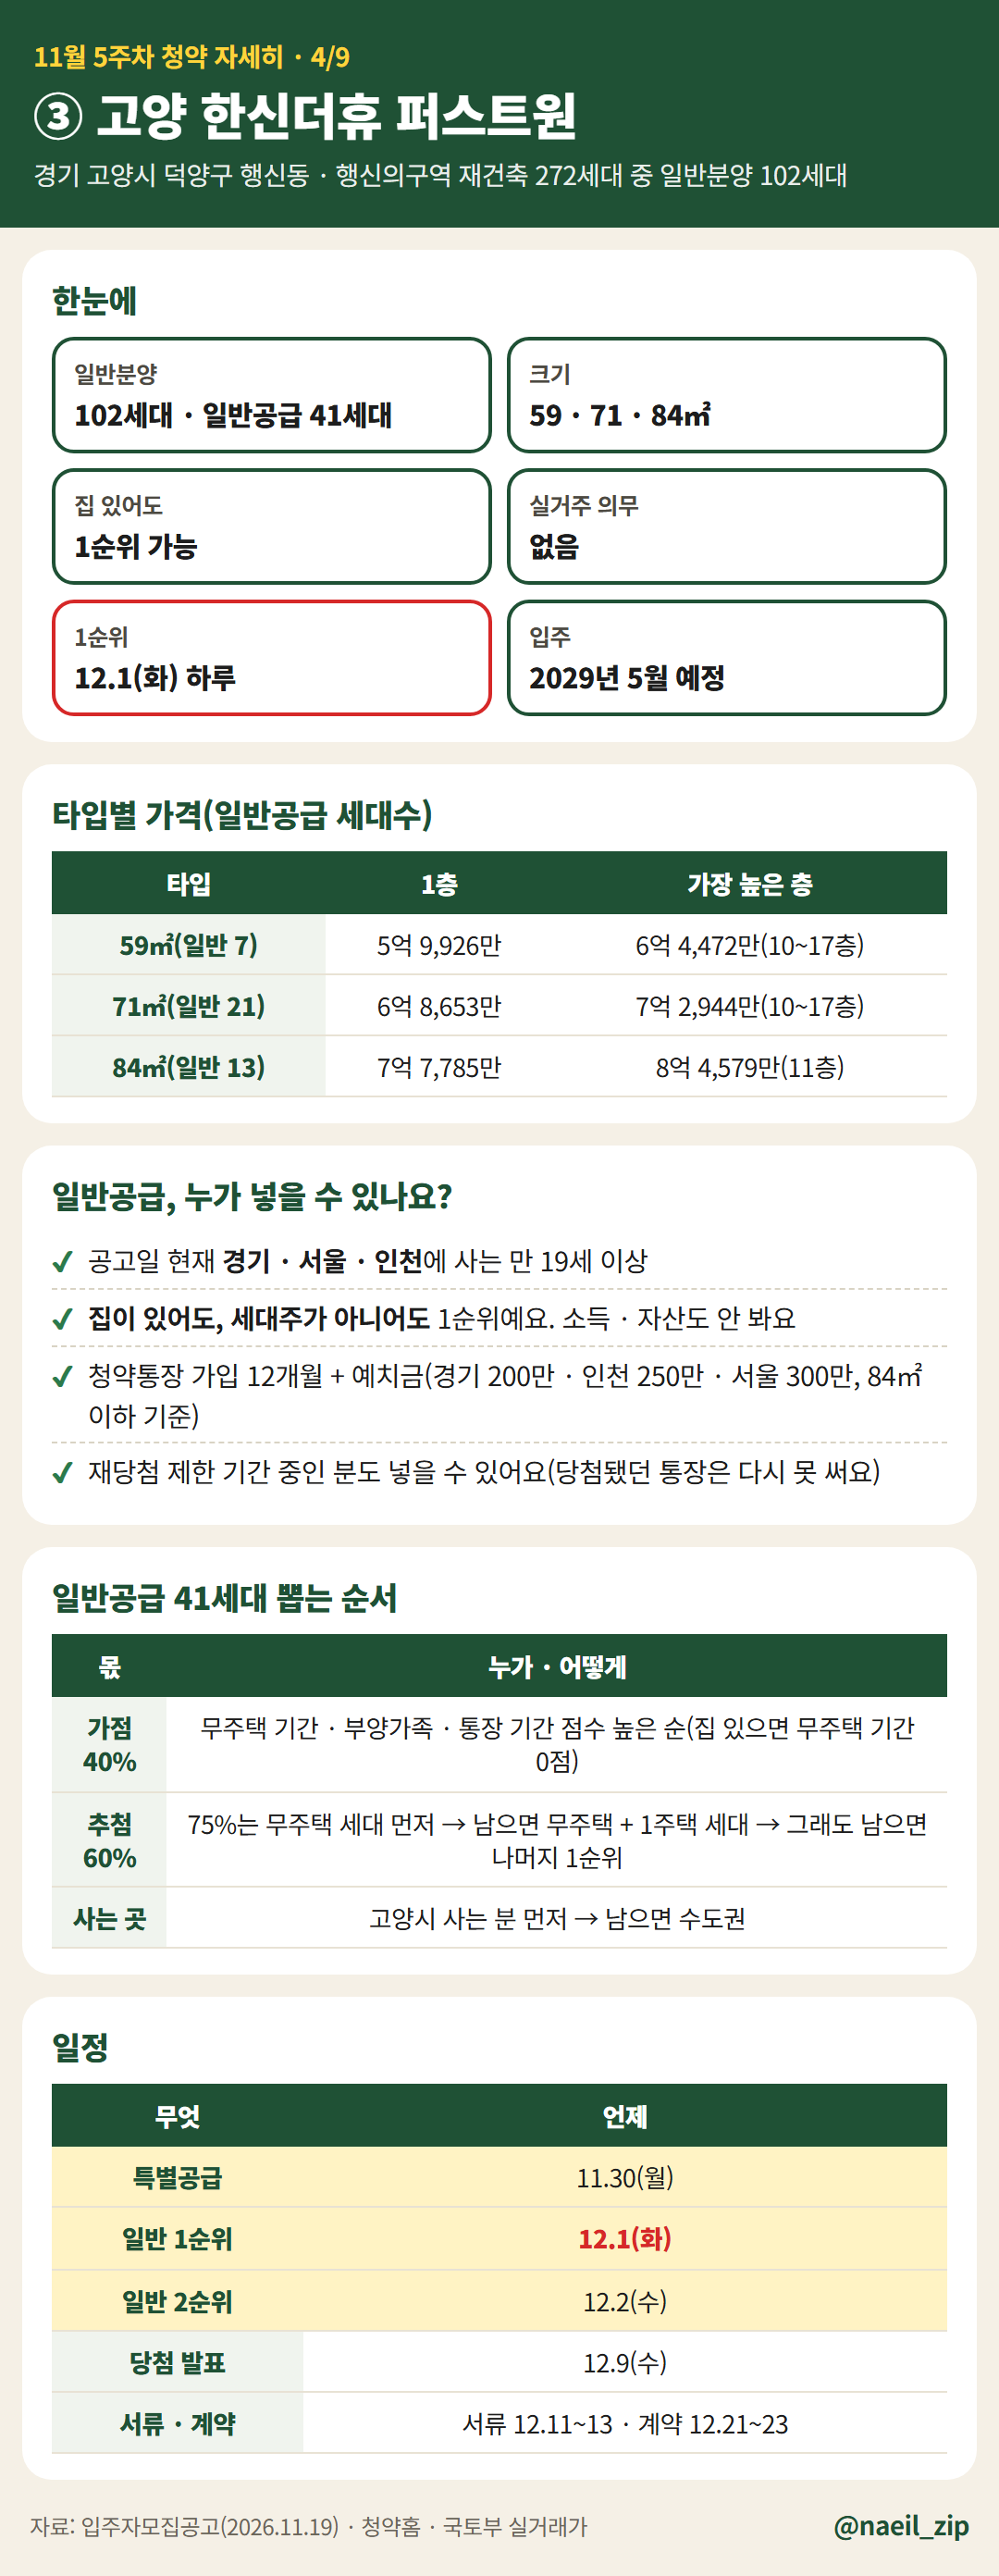 11월 5주차 청약 자세히 · 4/9
③ 고양 한신더휴 퍼스트원
경기 고양시 덕양구 행신동 · 행신의구역 재건축 272세대 중 일반분양 102세대
한눈에
일반분양
102세대 · 일반공급 41세대
크기
59 · 71 · 84㎡
집 있어도
1순위 가능
실거주 의무
없음
1순위
12.1(화) 하루
입주
2029년 5월 예정
타입별 가격(일반공급 세대수)
타입 1층 가장 높은 층
59㎡(일반 7) 5억 9,926만 6억 4,472만(10~17층)
71㎡(일반 21) 6억 8,653만 7억 2,944만(10~17층)
84㎡(일반 13) 7억 7,785만 8억 4,579만(11층)
일반공급, 누가 넣을 수 있나요?
✔ 공고일 현재 경기 · 서울 · 인천에 사는 만 19세 이상
✔ 집이 있어도, 세대주가 아니어도 1순위예요. 소득 · 자산도 안 봐요
✔ 청약통장 가입 12개월 + 예치금(경기 200만 · 인천 250만 · 서울 300만, 84㎡
이하 기준)
✔ 재당첨 제한 기간 중인 분도 넣을 수 있어요(당첨됐던 통장은 다시 못 써요)
일반공급 41세대 뽑는 순서
몫 누가 · 어떻게
가점
40%
무주택 기간 · 부양가족 · 통장 기간 점수 높은 순(집 있으면 무주택 기간
0점)
추첨
60%
75%는 무주택 세대 먼저 → 남으면 무주택 + 1주택 세대 → 그래도 남으면
나머지 1순위
사는 곳 고양시 사는 분 먼저 → 남으면 수도권
일정
무엇 언제
특별공급 11.30(월)
일반 1순위 12.1(화)
일반 2순위 12.2(수)
당첨 발표 12.9(수)
서류 · 계약 서류 12.11~13 · 계약 12.21~23
자료: 입주자모집공고(2026.11.19) · 청약홈 · 국토부 실거래가
@naeil_zip